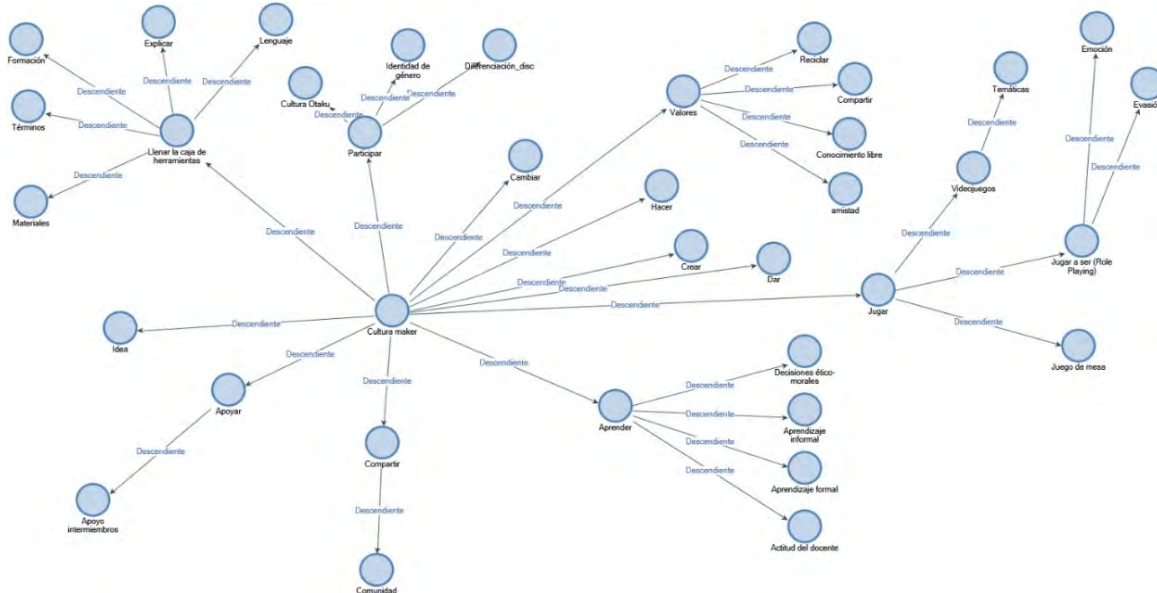 Formación
Explicar
Lenguaje
Descendiente
Descendiente
Descendiente
Términos
Descendiente
Llenar la caja de
herramientas
Descendiente
Materiales
Descendiente
Cultura Otaku
Identidad de
género
Diferenciación_disc
Descendiente
Descendiente
Descendiente
Participar
Descendiente
Cambiar
Descendiente
Valores
Descendiente
Reciclar
Descendiente
Compartir
Descendiente
Conocimiento libre
Descendiente
amistad
Descendiente
Hacer
Descendiente
Crear
Descendiente
Dar
Descendiente
Descendiente
Jugar
Descendiente
Videojuegos
Descendiente
Temáticas
Descendiente
Jugar a ser (Role
Playing)
Descendiente
Emoción
Descendiente
Evasió
Descendiente
Juego de mesa
Cultura maker
Descendiente
Idea
Descendiente
Apoyar
Descendiente
Apoyo
intermiembros
Descendiente
Compartir
Descendiente
Comunidad
Descendiente
Aprender
Descendiente
Decisiones ético-
morales
Descendiente
Aprendizaje
informal
Descendiente
Aprendizaje formal
Descendiente
Actitud del docente